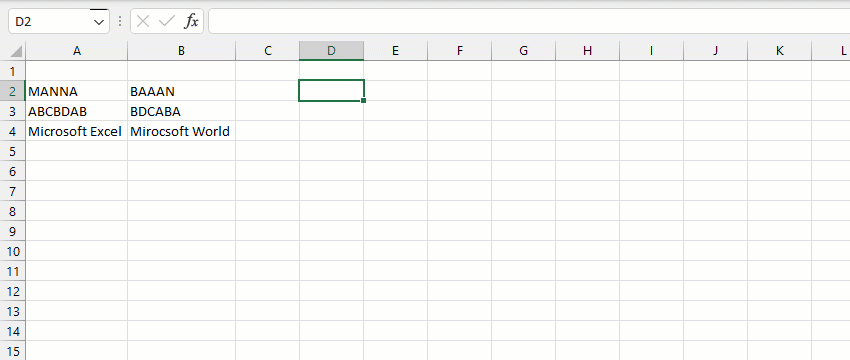 D2 fx
A B C D E F G H I J K L
1
2 MANNA BAAAN
3 ABCBDAB BDCABA
4 Microsoft Excel Mirocsoft World
5
6
7
8
9
10
11
12
13
14
15